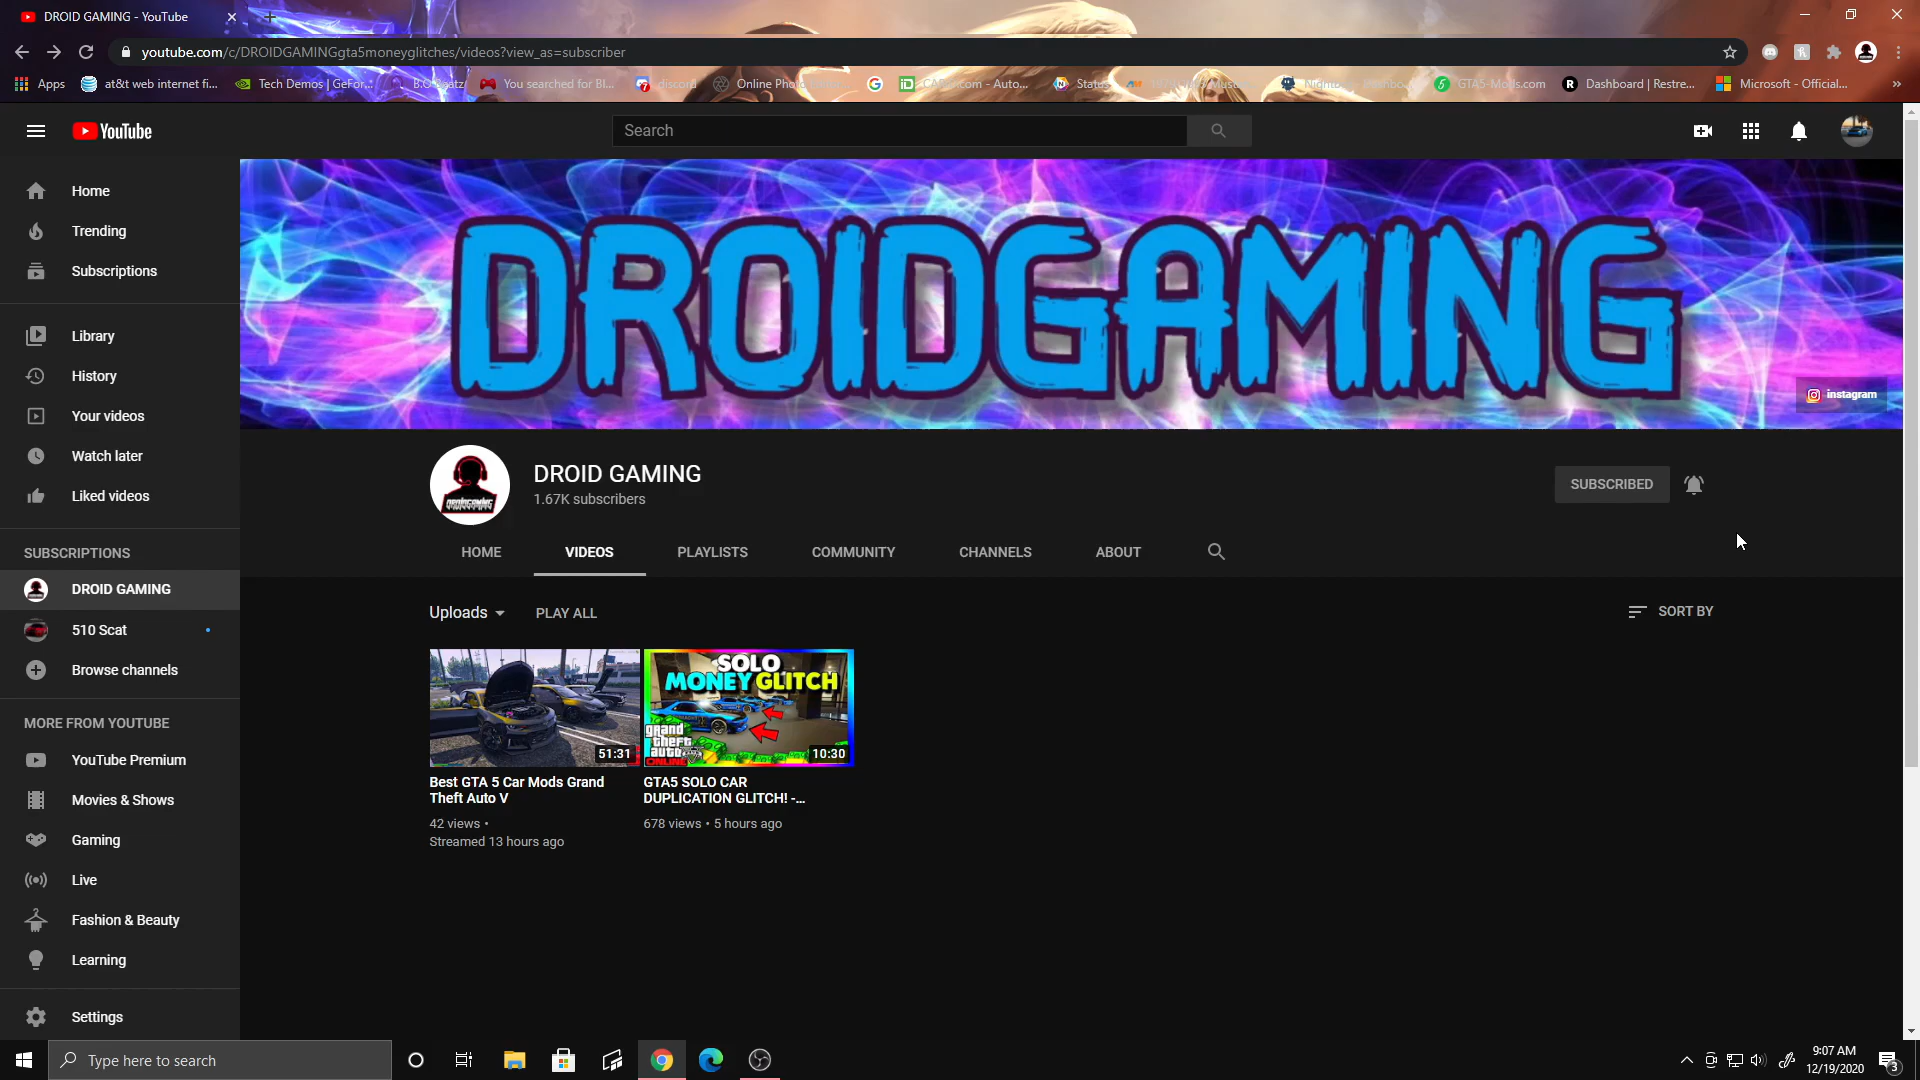 DROID GAMING - YouTube
youtube.com/c/DROIDGAMINGgta5moneyglitches/videos?view_as=subscriber
Apps
at&t web internet fi...
Tech Demos | GeFor...
You searched for Bl...
discord
Status
GTA5-Mods.com
Dashboard | Restre...
Microsoft - Official...
YouTube
Search
Home
Trending
Subscriptions
Library
History
Your videos
Watch later
Liked videos
SUBSCRIPTIONS
DROID GAMING
510 Scat
Browse channels
MORE FROM YOUTUBE
YouTube Premium
Movies & Shows
Gaming
Live
Fashion & Beauty
Learning
Settings
DROIDGAMING
instagram
DROIDGAMING
DROID GAMING
1.67K subscribers
SUBSCRIBED
HOME
VIDEOS
PLAYLISTS
COMMUNITY
CHANNELS
ABOUT
Uploads
PLAY ALL
SORT BY
51:31
Best GTA 5 Car Mods Grand
Theft Auto V
42 views •
Streamed 13 hours ago
SOLO
MONEY GLITCH
grand
theft
auto
ONLINE
10:30
GTA5 SOLO CAR
DUPLICATION GLITCH! -...
678 views • 5 hours ago
Type here to search
9:07 AM
12/19/2020
3